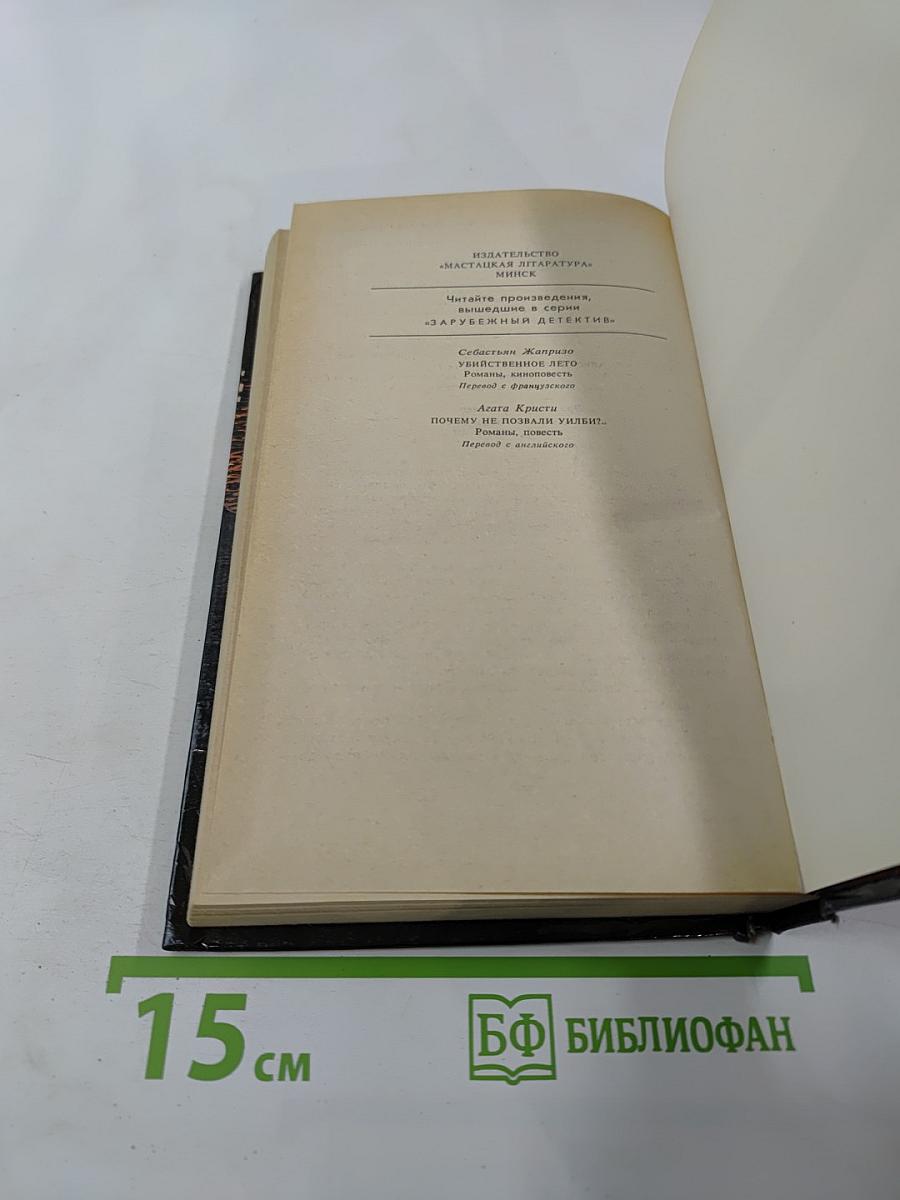 ИЗДАТЕЛЬСТВО
«МАСТАЦКАЯ ЛІТАРАТУРА»
МИНСК
Читайте произведения,
вышедшие в серии
«ЗАРУБЕЖНЫЙ ДЕТЕКТИВ»
Себастьян Жапризо
УБИЙСТВЕННОЕ ЛЕТО
Романы, киноповесть
Перевод с французского
Агата Кристи
ПОЧЕМУ НЕ ПОЗВАЛИ УИЛБИ?..
Романы, повесть
Перевод с английского
15 см
БФ БИБЛИОФАН